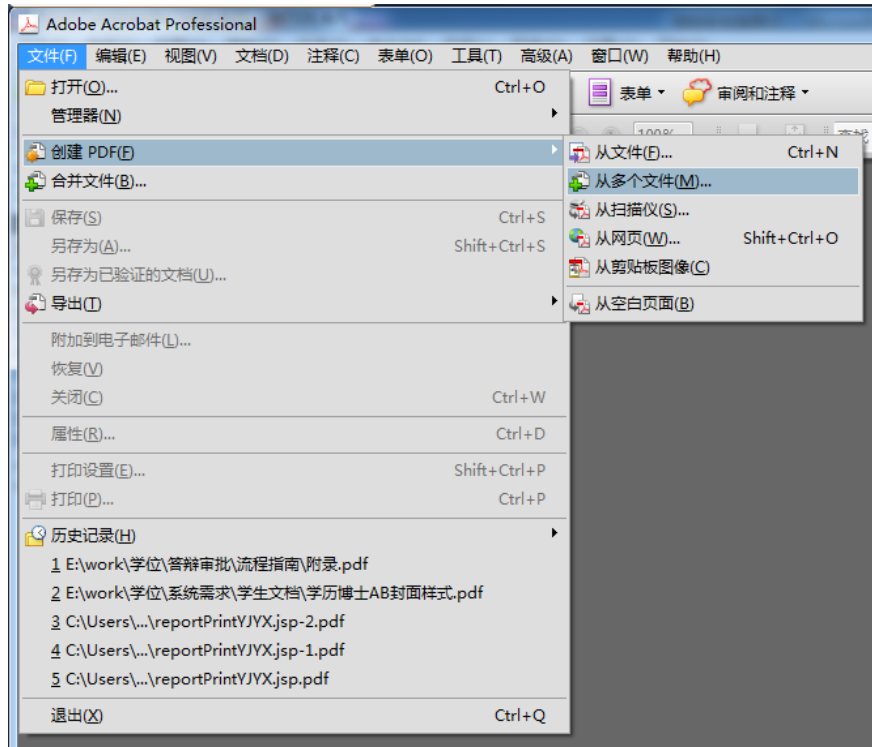 Adobe Acrobat Professional
文件(F) 编辑(E) 视图(V) 文档(D) 注释(C) 表单(O) 工具(T) 高级(A) 窗口(W) 帮助(H)
打开(O)... Ctrl+O
表单 审阅和注释
管理器(N)
100% 查找
创建 PDF(F)
从文件(F)... Ctrl+N
合并文件(B)...
从多个文件(M)...
保存(S) Ctrl+S
从扫描仪(S)...
另存为(A)... Shift+Ctrl+S
从网页(W)... Shift+Ctrl+O
另存为已验证的文档(U)...
从剪贴板图像(C)
导出(T)
从空白页面(B)
附加到电子邮件(L)...
恢复(V)
关闭(C) Ctrl+W
属性(R)... Ctrl+D
打印设置(E)... Shift+Ctrl+P
打印(P)... Ctrl+P
历史记录(H)
1 E:\work\学位\答辩审批\流程指南\附录.pdf
2 E:\work\学位\系统需求\学生文档\学历博士AB封面样式.pdf
3 C:\Users\...\reportPrintYJYX.jsp-2.pdf
4 C:\Users\...\reportPrintYJYX.jsp-1.pdf
5 C:\Users\...\reportPrintYJYX.jsp.pdf
退出(X) Ctrl+Q